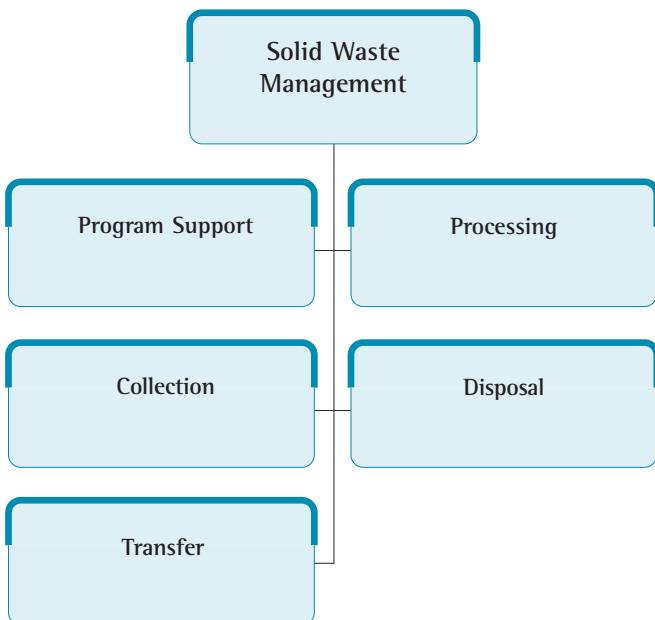 Solid Waste
Management
Program Support
Processing
Collection
Disposal
Transfer